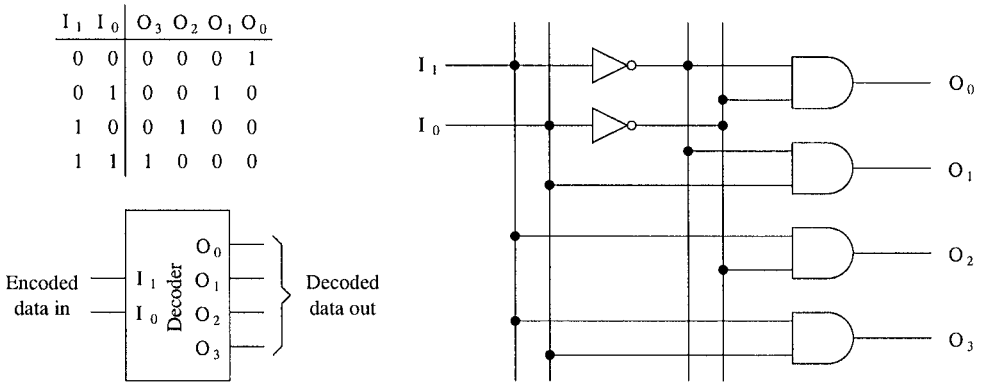 I1 I0 O3 O2 O1 O0
0 0 0 0 0 1
0 1 0 0 1 0
1 0 0 1 0 0
1 1 1 0 0 0
Encoded
data in
I1
I0
Decoder
O0
O1
O2
O3
Decoded
data out
I1
I0
O0
O1
O2
O3